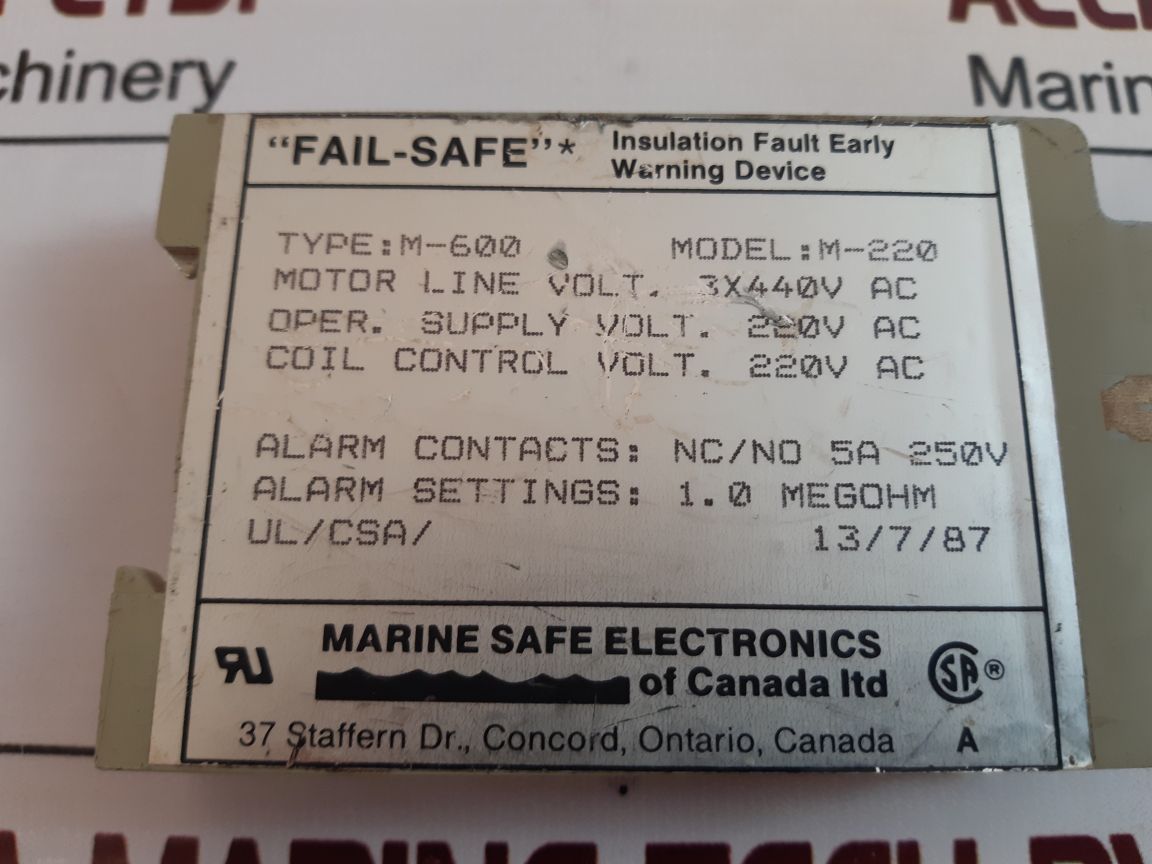 chinery
Marin
"FAIL-SAFE"* Insulation Fault Early
Warning Device
TYPE:M-600 MODEL:M-220
MOTOR LINE VOLT. 3X440V AC
OPER. SUPPLY VOLT. 220V AC
COIL CONTROL VOLT. 220V AC
ALARM CONTACTS: NC/NO 5A 250V
ALARM SETTINGS: 1.0 MEGOHM
UL/CSA/ 13/7/87
MARINE SAFE ELECTRONICS
of Canada ltd
37 Staffern Dr., Concord, Ontario, Canada
RU
SA®
A